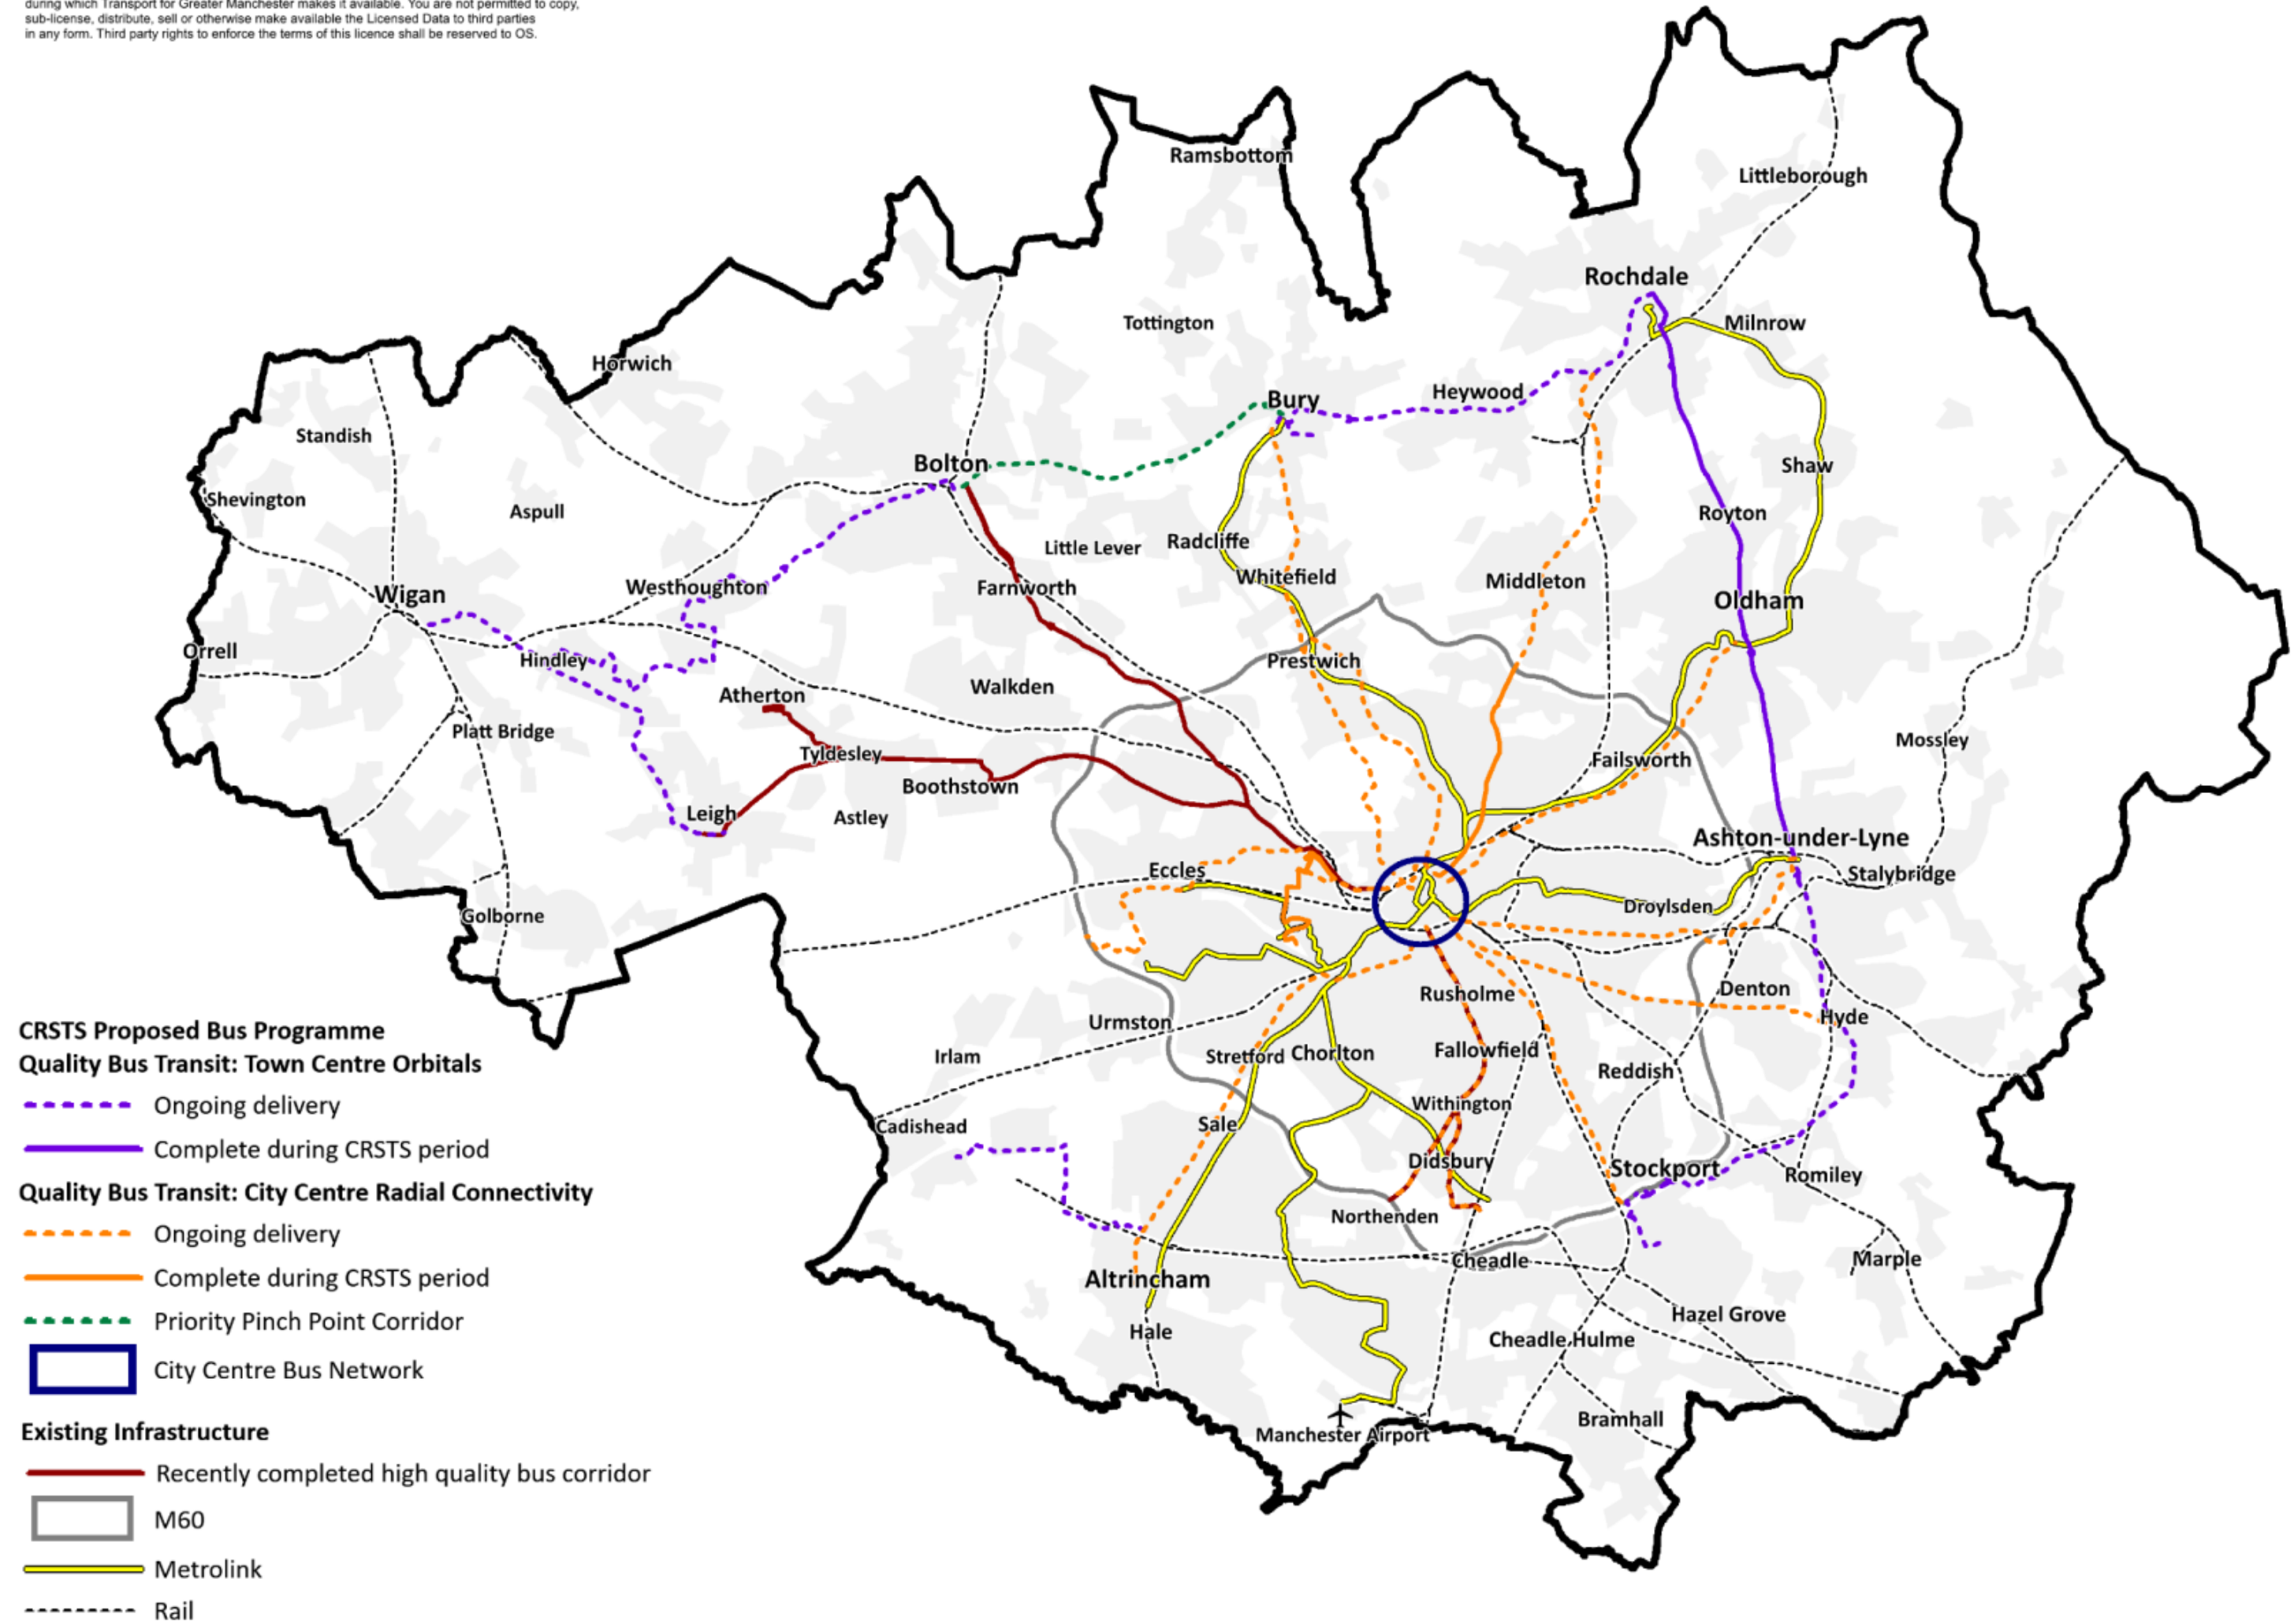 during which Transport for Greater Manchester makes it available. You are not permitted to copy,
sub-license, distribute, sell or otherwise make available the Licensed Data to third parties
in any form. Third party rights to enforce the terms of this licence shall be reserved to OS.
Ramsbottom
Littleborough
Rochdale
Tottington
Milnrow
Horwich
Heywood
Bury
Standish
Bolton
Shaw
Shevington
Aspull
Royton
Little Lever
Radcliffe
Whitefield
Middleton
Westhoughton
Farnworth
Wigan
Oldham
Orrell
Hindley
Prestwich
Walkden
Atherton
Platt Bridge
Mossley
Tyldesley
Failsworth
Boothstown
Leigh
Astley
Ashton-under-Lyne
Eccles
Stalybridge
Golborne
Droylsden
Rusholme
Denton
Hyde
Urmston
Irlam
Stretford
Chorlton
Fallowfield
Reddish
Withington
Cadishead
Sale
Didsbury
Stockport
Romiley
Northenden
Cheadle
Marple
Altrincham
Hale
Hazel Grove
Cheadle Hulme
Bramhall
Manchester Airport
CRSTS Proposed Bus Programme
Quality Bus Transit: Town Centre Orbitals
Ongoing delivery
Complete during CRSTS period
Quality Bus Transit: City Centre Radial Connectivity
Ongoing delivery
Complete during CRSTS period
Priority Pinch Point Corridor
City Centre Bus Network
Existing Infrastructure
Recently completed high quality bus corridor
M60
Metrolink
Rail